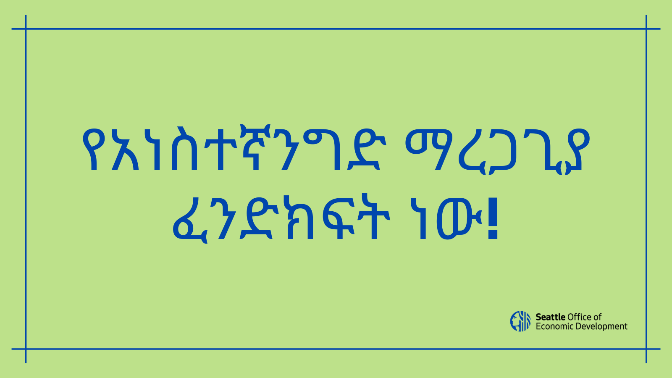 የአነስተኛንግድ ማረጋጊያ
ፈንድክፍት ነው!
Seattle Office of
Economic Development